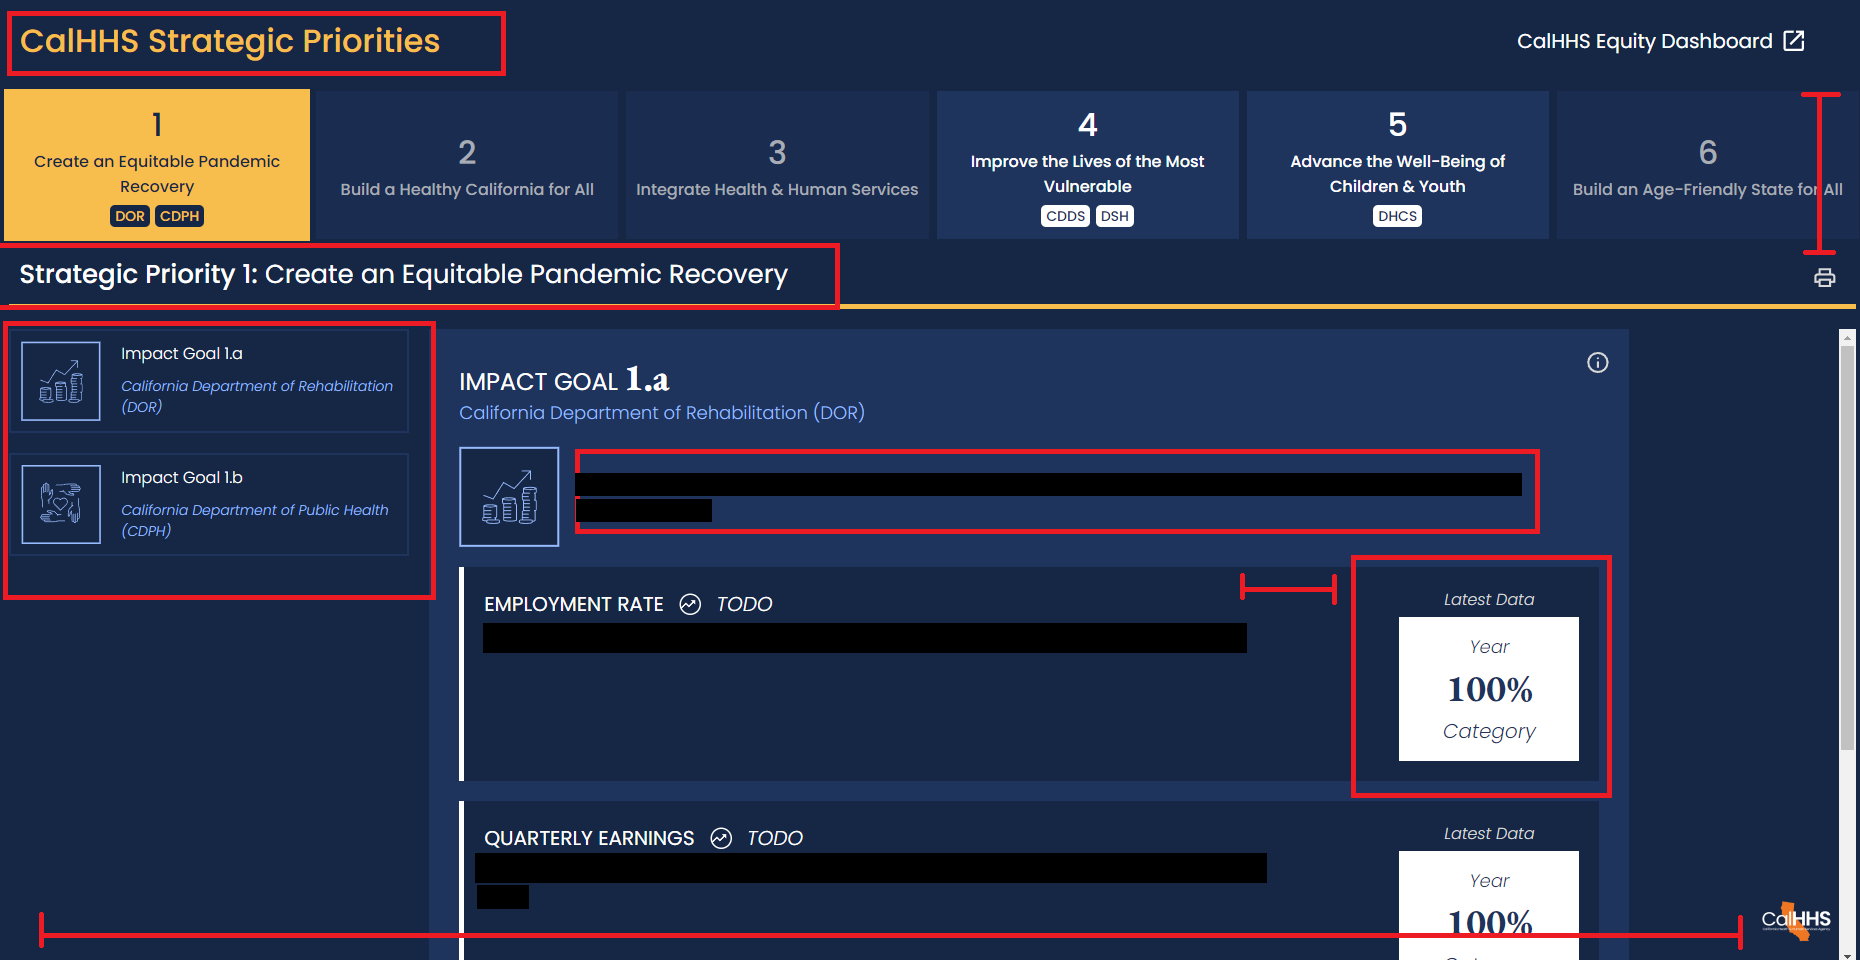 CalHHS Strategic Priorities
CalHHS Equity Dashboard
1
Create an Equitable Pandemic
Recovery
DOR CDPH
2
Build a Healthy California for All
3
Integrate Health & Human Services
4
Improve the Lives of the Most
Vulnerable
CDDS DSH
5
Advance the Well-Being of
Children & Youth
DHCS
6
Build an Age-Friendly State for All
Strategic Priority 1: Create an Equitable Pandemic Recovery
Impact Goal 1.a
California Department of Rehabilitation
(DOR)
Impact Goal 1.b
California Department of Public Health
(CDPH)
IMPACT GOAL 1.a
California Department of Rehabilitation (DOR)
EMPLOYMENT RATE TODO
Latest Data
Year
100%
Category
QUARTERLY EARNINGS TODO
Latest Data
Year
100%
CalHHS